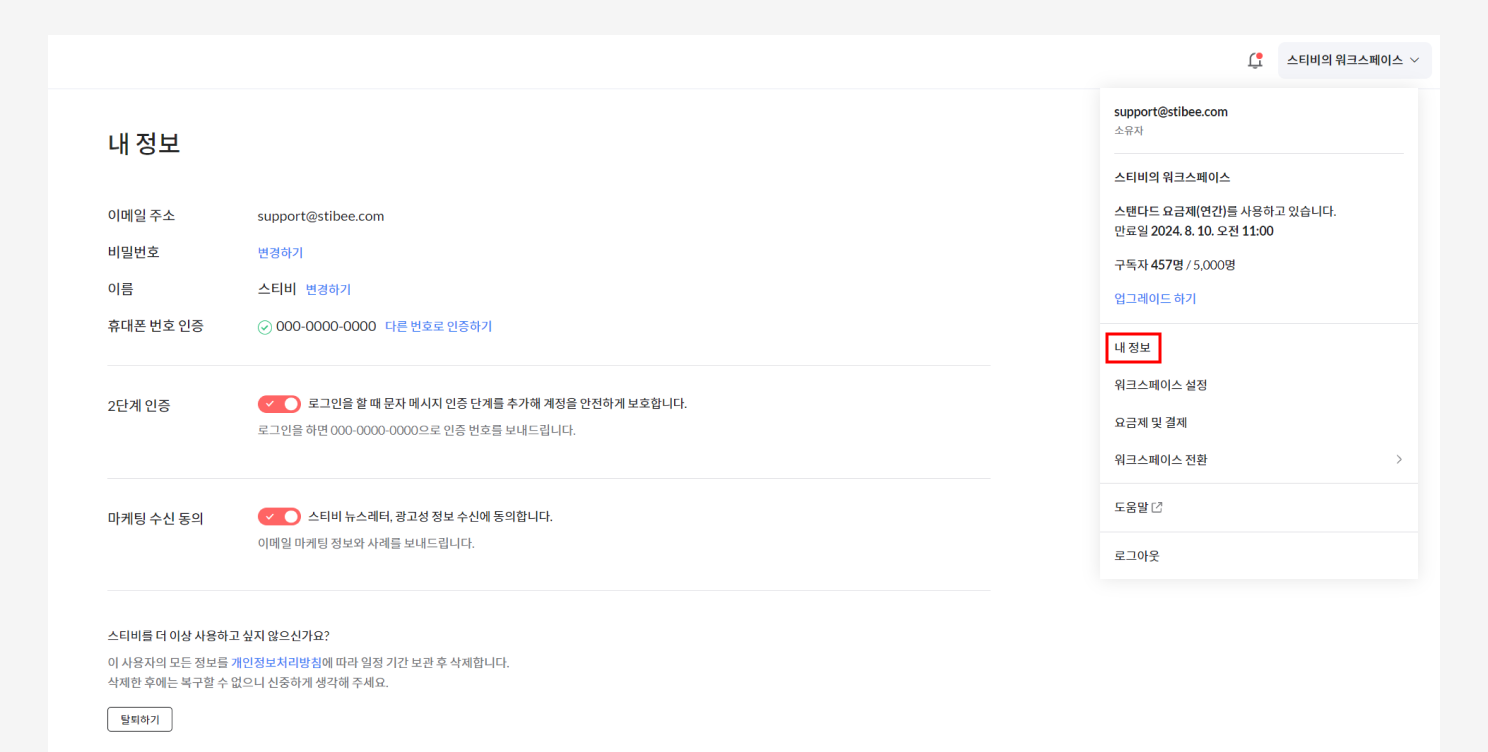 스티비의 워크스페이스
내 정보
이메일 주소 support@stibee.com
비밀번호 변경하기
이름 스티비 변경하기
휴대폰 번호 인증 000-0000-0000 다른 번호로 인증하기
2단계 인증 로그인을 할 때 문자 메시지 인증 단계를 추가해 계정을 안전하게 보호합니다.
로그인을 하면 000-0000-0000으로 인증 번호를 보내드립니다.
마케팅 수신 동의 스티비 뉴스레터, 광고성 정보 수신에 동의합니다.
이메일 마케팅 정보와 사례를 보내드립니다.
스티비를 더 이상 사용하고 싶지 않으신가요?
이 사용자의 모든 정보를 개인정보처리방침에 따라 일정 기간 보관 후 삭제합니다.
삭제한 후에는 복구할 수 없으니 신중하게 생각해 주세요.
탈퇴하기
support@stibee.com
소유자
스티비의 워크스페이스
스탠다드 요금제(연간)를 사용하고 있습니다.
만료일 2024. 8. 10. 오전 11:00
구독자 457명 / 5,000명
업그레이드 하기
내 정보
워크스페이스 설정
요금제 및 결제
워크스페이스 전환
도움말
로그아웃